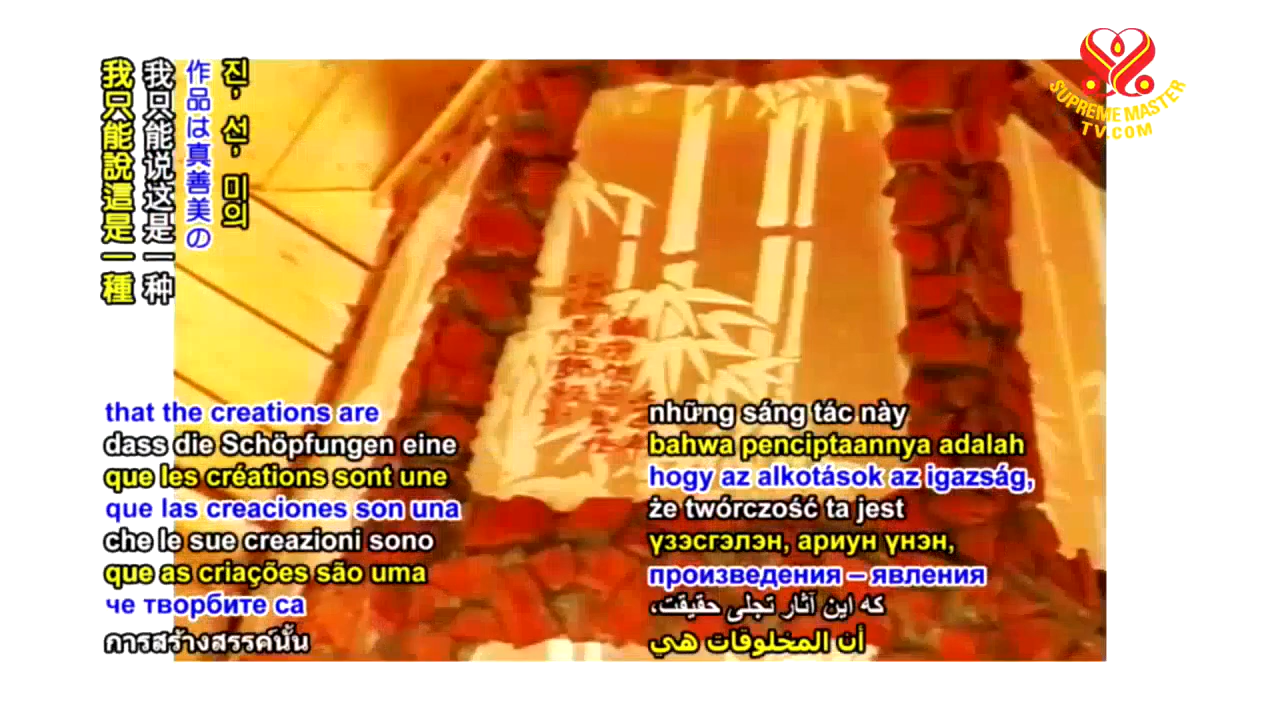 我只能說這是一種
我只能说这是一种
作品は真善美の
진, 선, 미의
SUPREME MASTER
TV.COM
that the creations are
dass die Schöpfungen eine
que les créations sont une
que las creaciones son una
che le sue creazioni sono
que as criações são uma
че творбите са
การสร้างสรรค์นั้น
những sáng tác này
bahwa penciptaannya adalah
hogy az alkotások az igazság,
że twórczość ta jest
үзэсгэлэн, ариун үнэн,
произведения – явления
که این آثار تجلی حقیقت،
أن المخلوقات هي